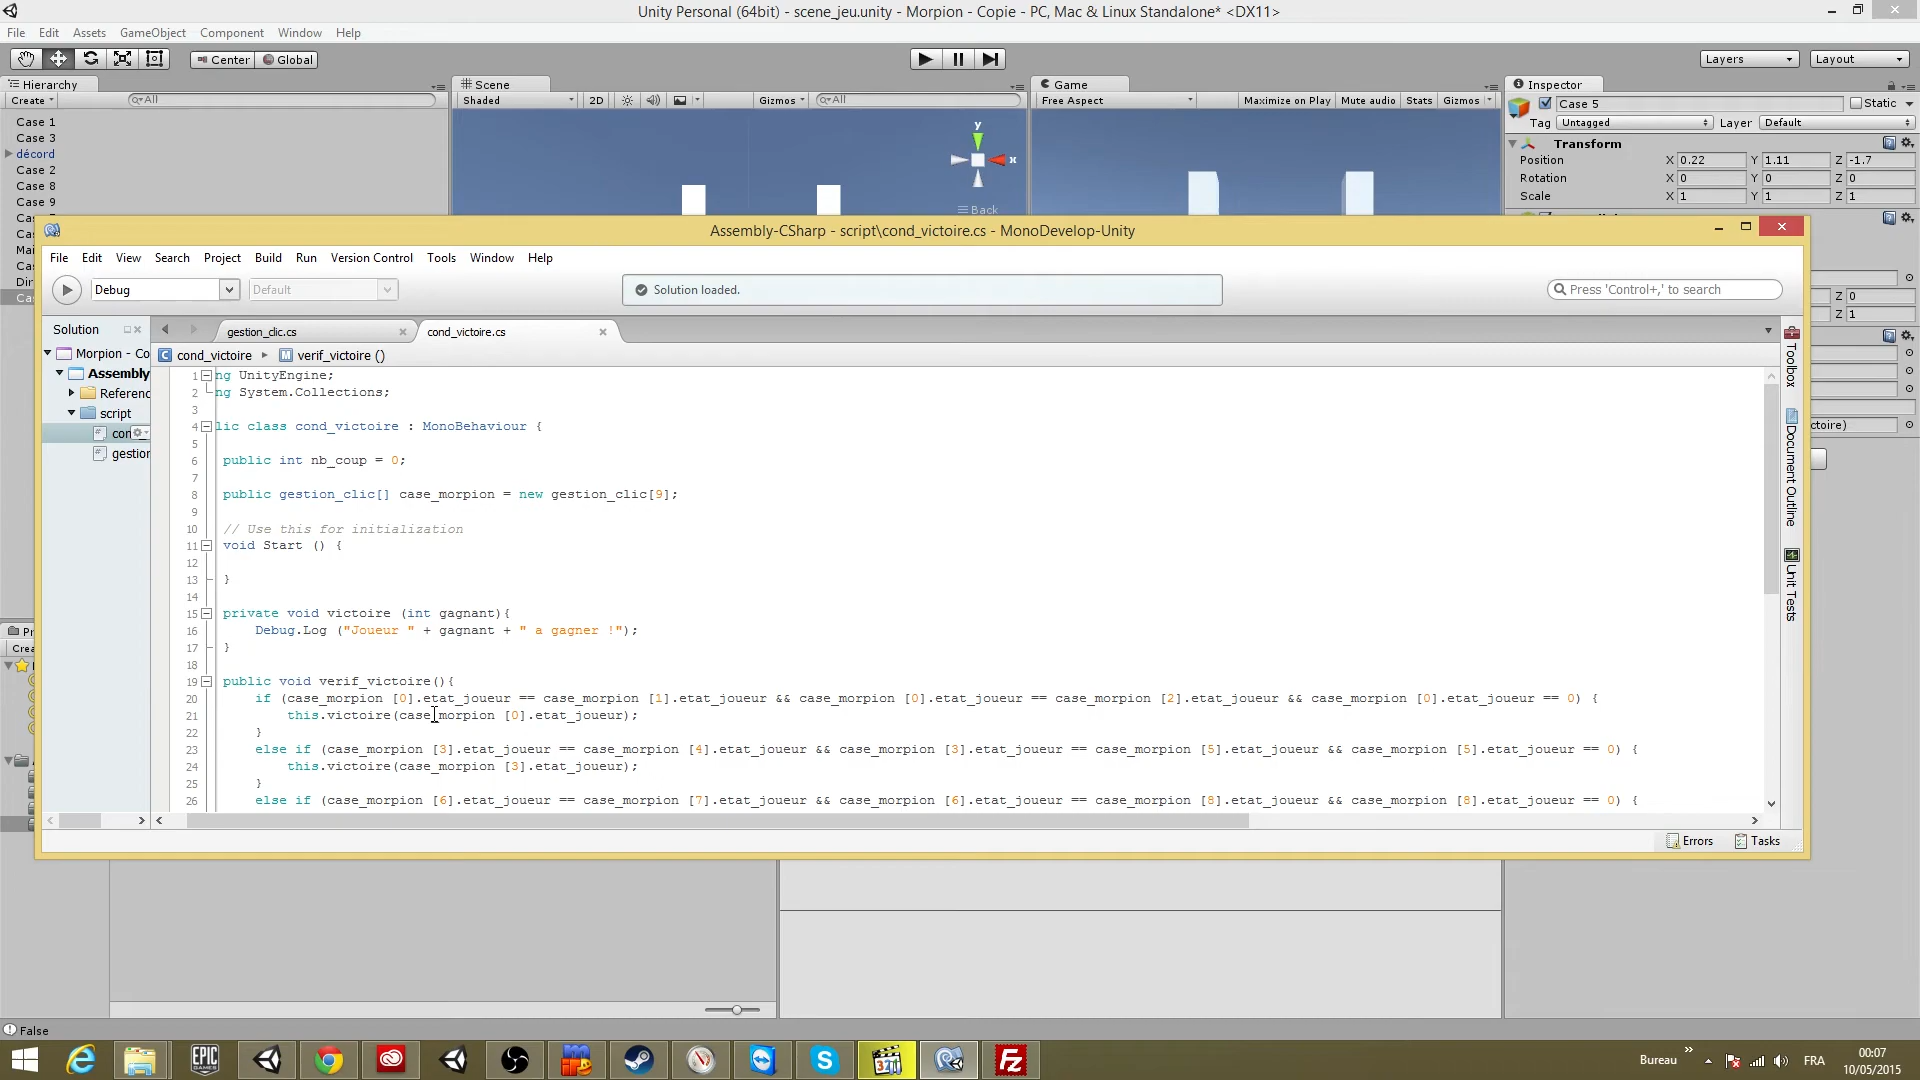 Unity Personal (64bit) - scene_jeu.unity - Morpion - Copie - PC, Mac & Linux Standalone* <DX11>
File Edit Assets GameObject Component Window Help
Center Global Layers Layout
Hierarchy Scene Game Inspector
Create All Shaded 2D Gizmos All Free Aspect Maximize on Play Mute audio Stats Gizmos Case 5 Static
Tag Untagged Layer Default
Case 1
Case 3
décord
Case 2
Case 8
Case 9
y
x
Back
Transform
Position X 0.22 Y 1.11 Z -1.7
Rotation X 0 Y 0 Z 0
Scale X 1 Y 1 Z 1
Z 0
Z 1
ctoire)
Assembly-CSharp - script\cond_victoire.cs - MonoDevelop-Unity
File Edit View Search Project Build Run Version Control Tools Window Help
Debug Default Solution loaded. Press 'Control+,' to search
Solution gestion_clic.cs cond_victoire.cs
Morpion - Co
Assembly
Referenc
script
con
gestion
cond_victoire verif_victoire ()
1 ng UnityEngine;
2 ng System.Collections;
3
4 lic class cond_victoire : MonoBehaviour {
5
6 public int nb_coup = 0;
7
8 public gestion_clic[] case_morpion = new gestion_clic[9];
9
10 // Use this for initialization
11 void Start () {
12
13 }
14
15 private void victoire (int gagnant){
16 Debug.Log ("Joueur " + gagnant + " a gagner !");
17 }
18
19 public void verif_victoire(){
20 if (case_morpion [0].etat_joueur == case_morpion [1].etat_joueur && case_morpion [0].etat_joueur == case_morpion [2].etat_joueur && case_morpion [0].etat_joueur == 0) {
21 this.victoire(case_morpion [0].etat_joueur);
22 }
23 else if (case_morpion [3].etat_joueur == case_morpion [4].etat_joueur && case_morpion [3].etat_joueur == case_morpion [5].etat_joueur && case_morpion [5].etat_joueur == 0) {
24 this.victoire(case_morpion [3].etat_joueur);
25 }
26 else if (case_morpion [6].etat_joueur == case_morpion [7].etat_joueur && case_morpion [6].etat_joueur == case_morpion [8].etat_joueur && case_morpion [8].etat_joueur == 0) {
Toolbox
Document Outline
Unit Tests
Errors Tasks
False
EPIC GAMES
Bureau FRA
00:07
10/05/2015